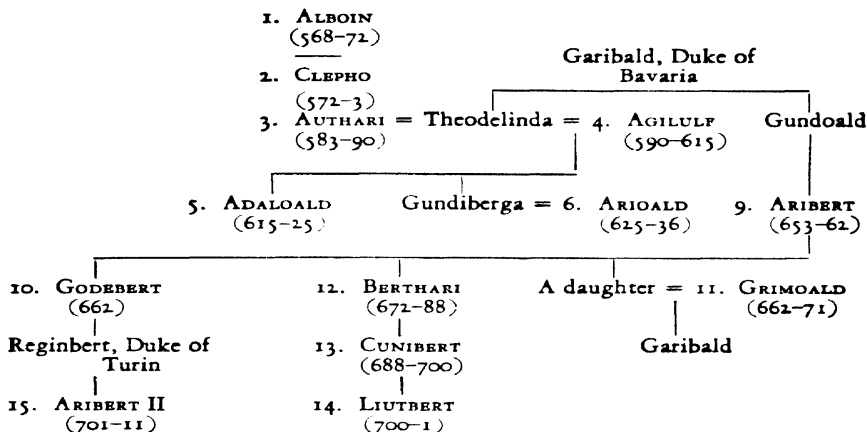 1. ALBOIN
(568-72)
Garibald, Duke of
Bavaria
2. CLEPHO
(572-3)
3. AUTHARI = Theodelinda = 4. AGILULF Gundoald
(583-90) (590-615)
5. ADALOALD Gundiberga = 6. ARIOALD 9. ARIBERT
(615-25) (625-36) (653-62)
10. GODEBERT 12. BERTHARI A daughter = 11. GRIMOALD
(662) (672-88) (662-71)
Reginbert, Duke of 13. CUNIBERT Garibald
Turin (688-700)
15. ARIBERT II 14. LIUTBERT
(701-11) (700-1)